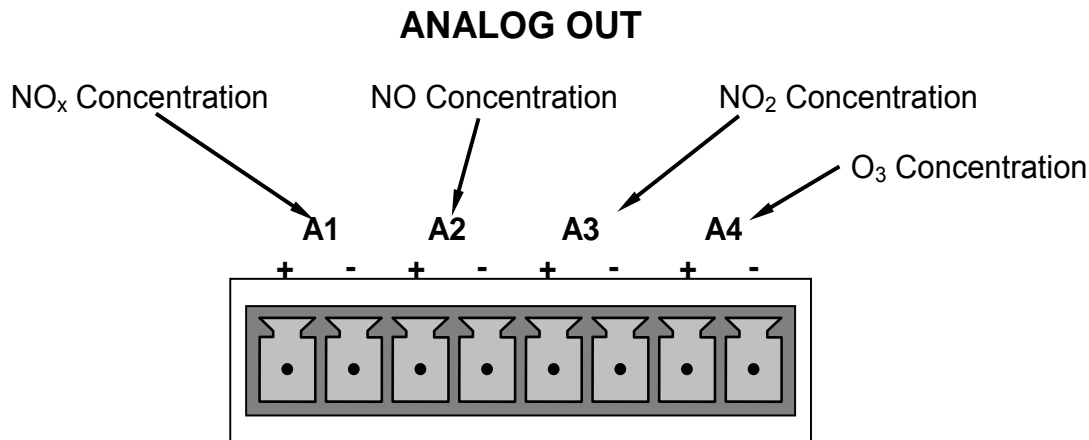 ANALOG OUT
NOₓ Concentration NO Concentration NO₂ Concentration
O₃ Concentration
A1 A2 A3 A4
+ - + - + - + -